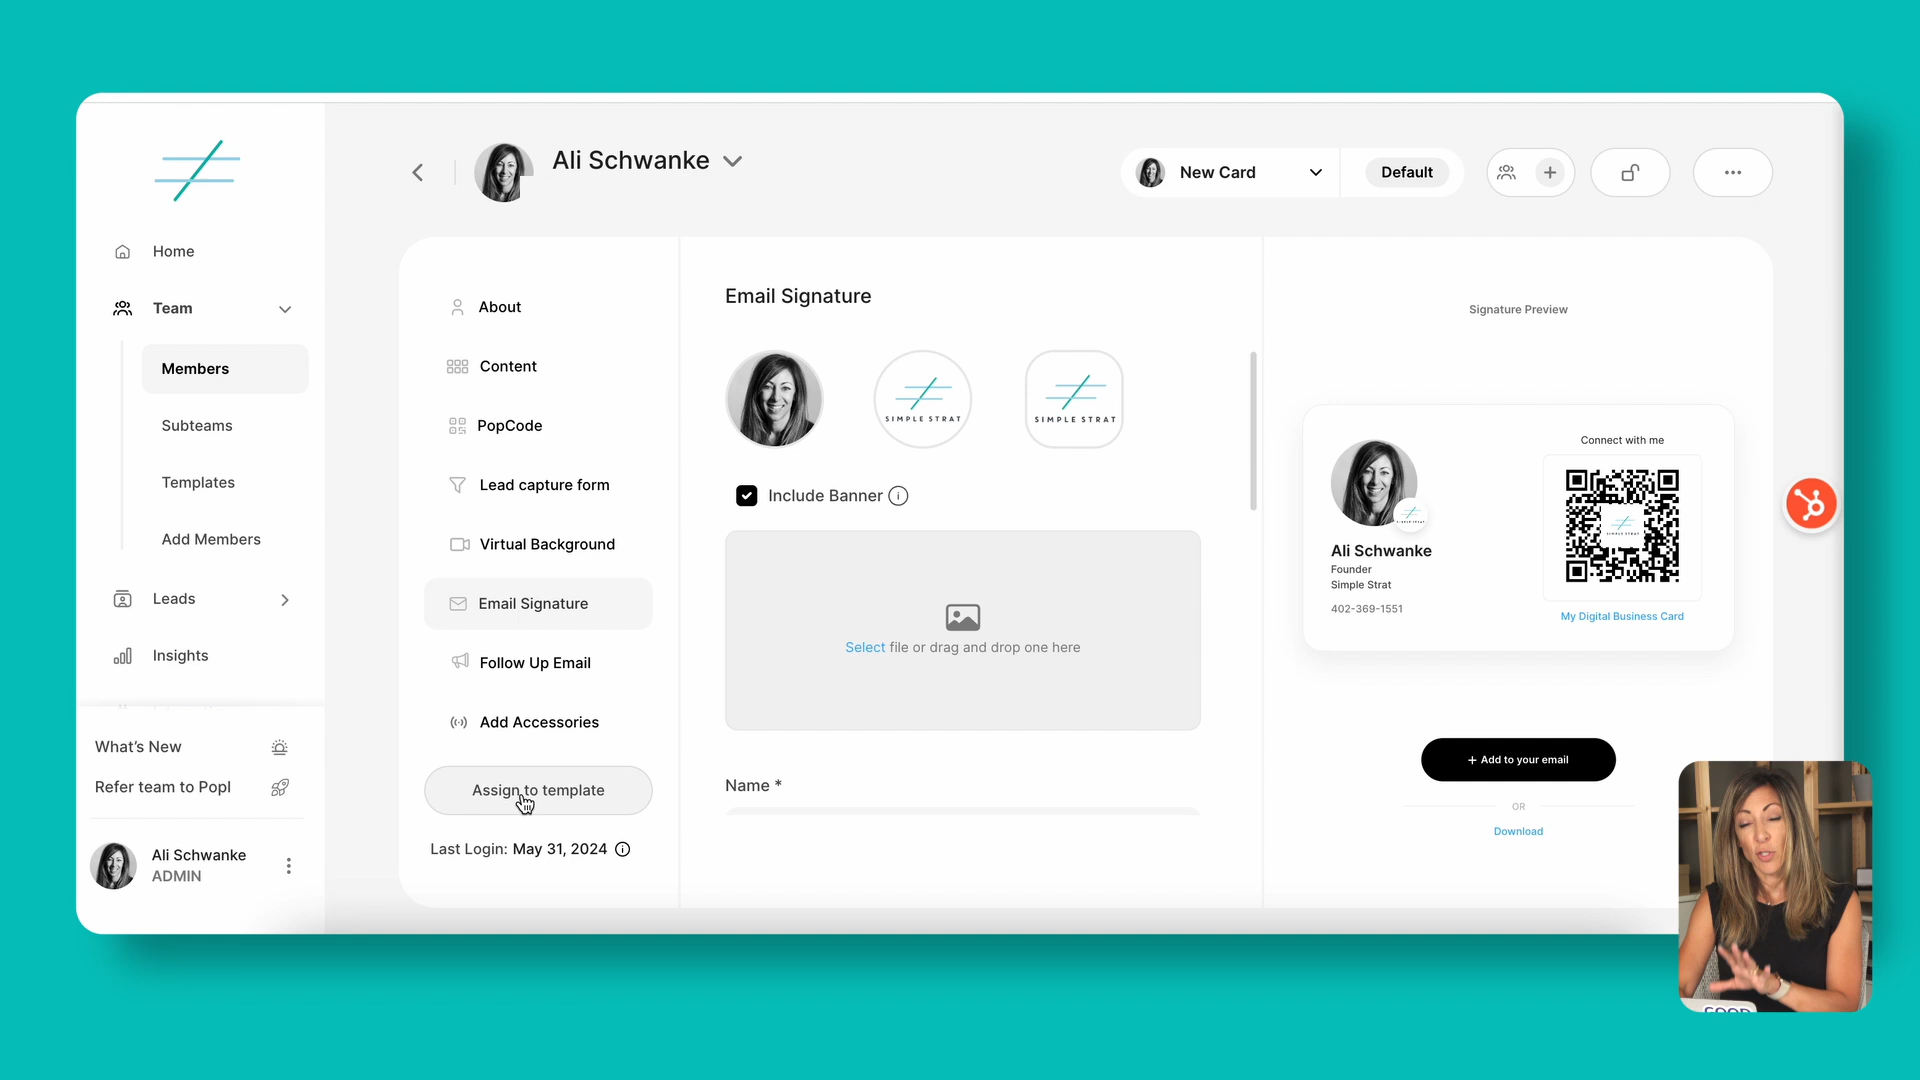 Home
Team
Members
Subteams
Templates
Add Members
Leads
Insights
What's New
Refer team to Popl
Ali Schwanke
ADMIN
Ali Schwanke
New Card
Default
About
Content
PopCode
Lead capture form
Virtual Background
Email Signature
Follow Up Email
Add Accessories
Assign to template
Last Login: May 31, 2024
Email Signature
SIMPLE STRAT
SIMPLE STRAT
Include Banner
Select file or drag and drop one here
Name *
Signature Preview
Ali Schwanke
Founder
Simple Strat
402-369-1551
Connect with me
My Digital Business Card
+ Add to your email
OR
Download